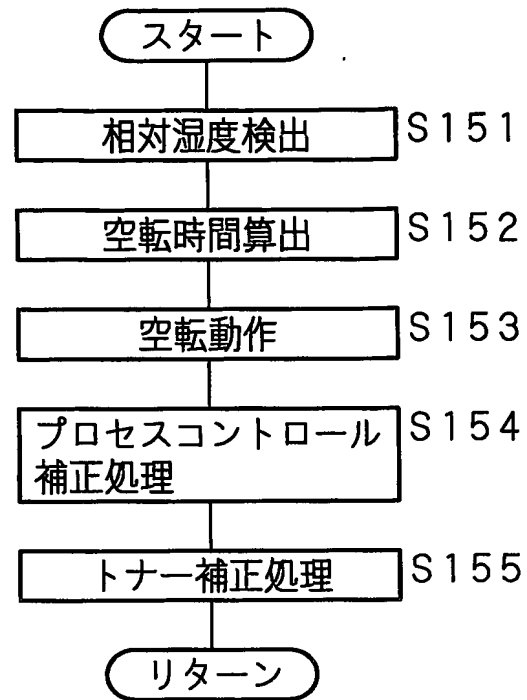 スタート
相対湿度検出 S151
空転時間算出 S152
空転動作 S153
プロセスコントロール S154
補正処理
トナー補正処理 S155
リターン